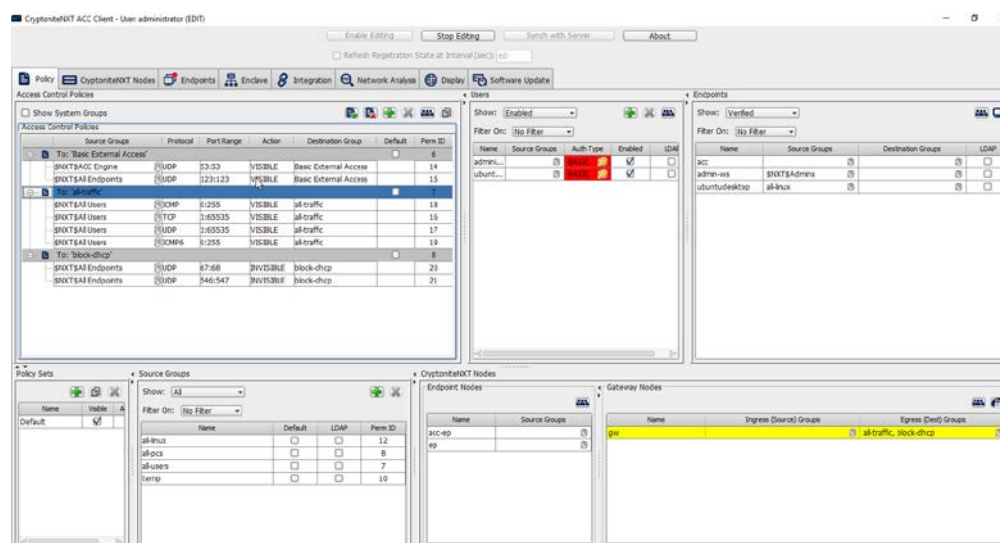 CryptoniteNXT ACC Client - User: administrator (EDIT)
Enable Editing Stop Editing Synch with Server About
Refresh Registration State at Interval (sec): 60
Policy CryptoniteNXT Nodes Endpoints Enclave Integration Network Analysis Display Software Update
Access Control Policies
Show System Groups
Access Control Policies
Source Groups Protocol Port Range Action Destination Group Default Perm ID
To: 'Basic External Access' 6
$NXT$ACC Engine UDP 53:53 VISIBLE Basic External Access 14
$NXT$All Endpoints UDP 123:123 VISIBLE Basic External Access 15
To: 'all-traffic' 7
$NXT$All Users ICMP 0:255 VISIBLE all-traffic 18
$NXT$All Users TCP 1:65535 VISIBLE all-traffic 16
$NXT$All Users UDP 1:65535 VISIBLE all-traffic 17
$NXT$All Users ICMP6 0:255 VISIBLE all-traffic 19
To: 'block-dhcp' 8
$NXT$All Endpoints UDP 67:68 INVISIBLE block-dhcp 20
$NXT$All Endpoints UDP 546:547 INVISIBLE block-dhcp 21
Users
Show: Enabled
Filter On: No Filter
Name Source Groups Auth Type Enabled LDAP
admini... BASIC
ubunt... BASIC
Endpoints
Show: Verified
Filter On: No Filter
Name Source Groups Destination Groups LDAP
acc
admin-ws $NXT$Admins
ubuntudesktop all-linux
Policy Sets
Name Visible A
Default
Source Groups
Show: All
Filter On: No Filter
Name Default LDAP Perm ID
all-linux 12
all-pcs 8
all-users 7
temp 10
CryptoniteNXT Nodes
Endpoint Nodes
Name Source Groups
acc-ep
ep
Gateway Nodes
Name Ingress (Source) Groups Egress (Dest) Groups
gw all-traffic, block-dhcp